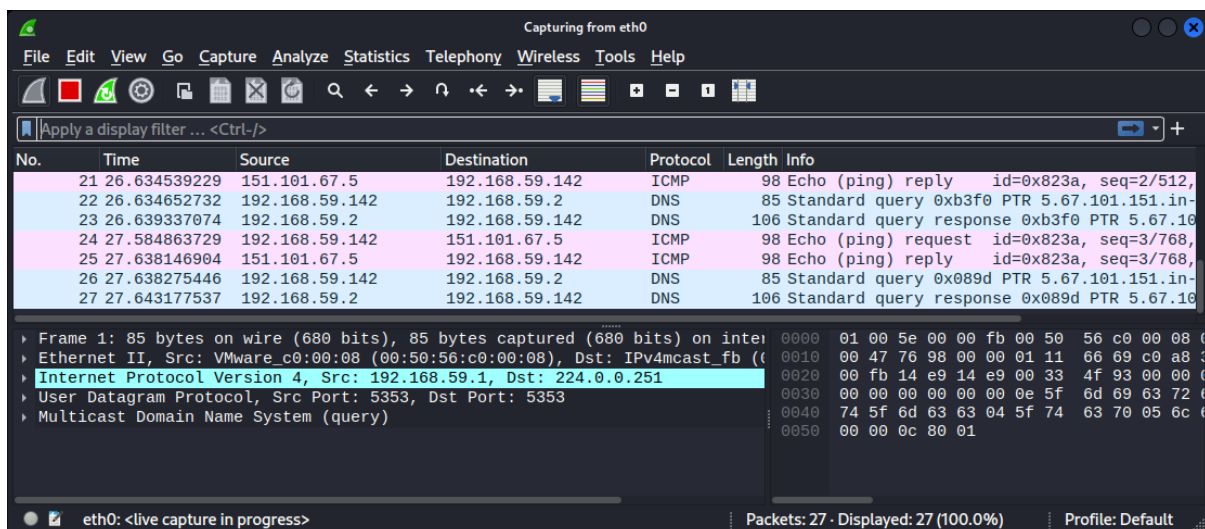 Capturing from eth0
File Edit View Go Capture Analyze Statistics Telephony Wireless Tools Help
Apply a display filter … <Ctrl-/>
No. Time Source Destination Protocol Length Info
21 26.634539229 151.101.67.5 192.168.59.142 ICMP 98 Echo (ping) reply id=0x823a, seq=2/512,
22 26.634652732 192.168.59.142 192.168.59.2 DNS 85 Standard query 0xb3f0 PTR 5.67.101.151.in-
23 26.639337074 192.168.59.2 192.168.59.142 DNS 106 Standard query response 0xb3f0 PTR 5.67.10
24 27.584863729 192.168.59.142 151.101.67.5 ICMP 98 Echo (ping) request id=0x823a, seq=3/768,
25 27.638146904 151.101.67.5 192.168.59.142 ICMP 98 Echo (ping) reply id=0x823a, seq=3/768,
26 27.638275446 192.168.59.142 192.168.59.2 DNS 85 Standard query 0x089d PTR 5.67.101.151.in-
27 27.643177537 192.168.59.2 192.168.59.142 DNS 106 Standard query response 0x089d PTR 5.67.10
Frame 1: 85 bytes on wire (680 bits), 85 bytes captured (680 bits) on inter
Ethernet II, Src: VMware_c0:00:08 (00:50:56:c0:00:08), Dst: IPv4mcast_fb (
Internet Protocol Version 4, Src: 192.168.59.1, Dst: 224.0.0.251
User Datagram Protocol, Src Port: 5353, Dst Port: 5353
Multicast Domain Name System (query)
0000 01 00 5e 00 00 fb 00 50 56 c0 00 08
0010 00 47 76 98 00 00 01 11 66 69 c0 a8
0020 00 fb 14 e9 14 e9 00 33 4f 93 00 00
0030 00 00 00 00 00 00 0e 5f 6d 69 63 72
0040 74 5f 6d 63 63 04 5f 74 63 70 05 6c
0050 00 00 0c 80 01
eth0: <live capture in progress>
Packets: 27 · Displayed: 27 (100.0%)
Profile: Default